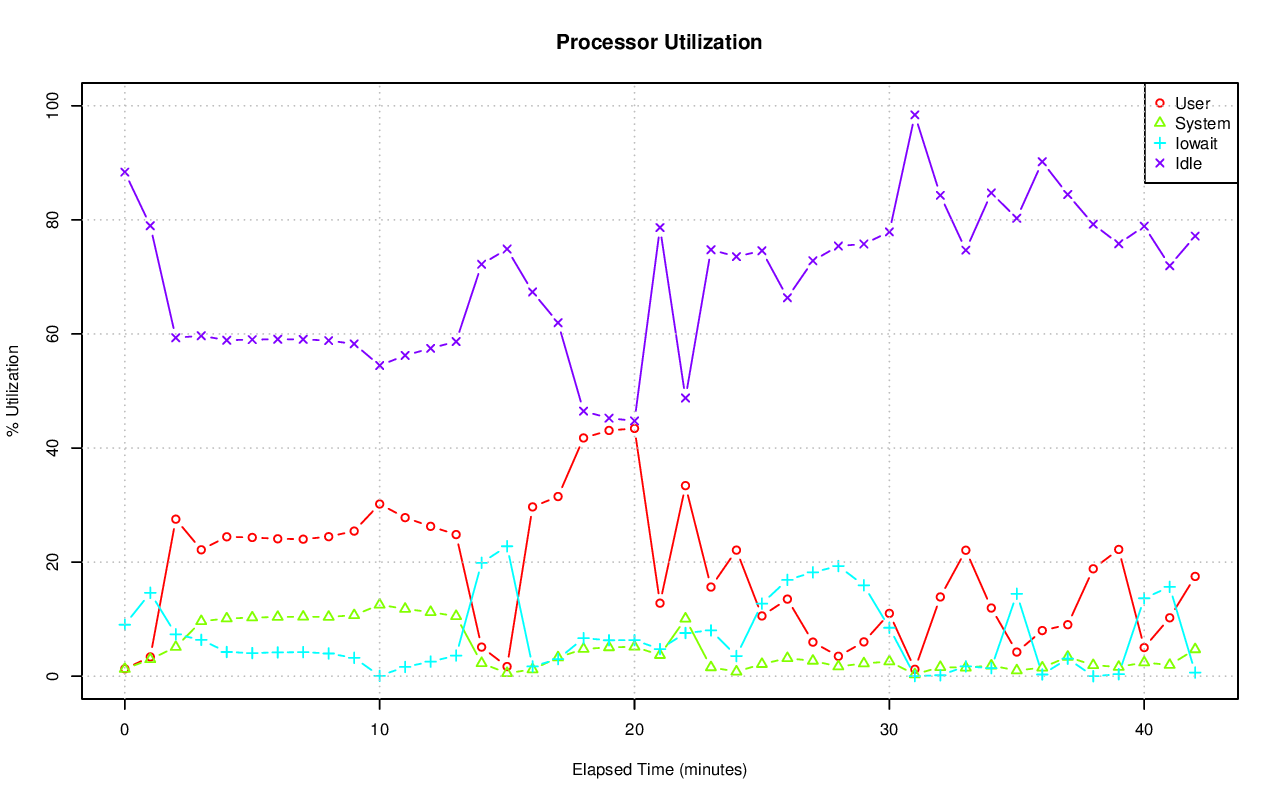 Processor Utilization
User
System
Iowait
Idle
100
80
60
40
20
0
% Utilization
0 10 20 30 40
Elapsed Time (minutes)